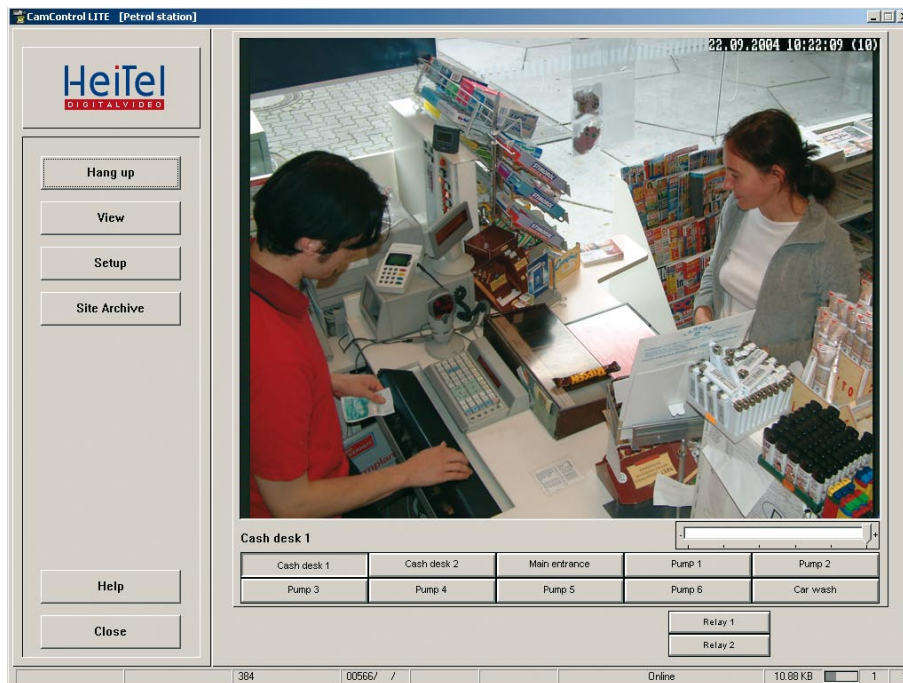 CamControl LITE [Petrol station]
HeiTel
DIGITALVIDEO
Hang up
View
Setup
Site Archive
Help
Close
22.09.2004 10:22:09 (10)
RIESEN
Cash desk 1
- +
Cash desk 1 Cash desk 2 Main entrance Pump 1 Pump 2
Pump 3 Pump 4 Pump 5 Pump 6 Car wash
Relay 1
Relay 2
384 00566/ / Online 10.88 KB 1